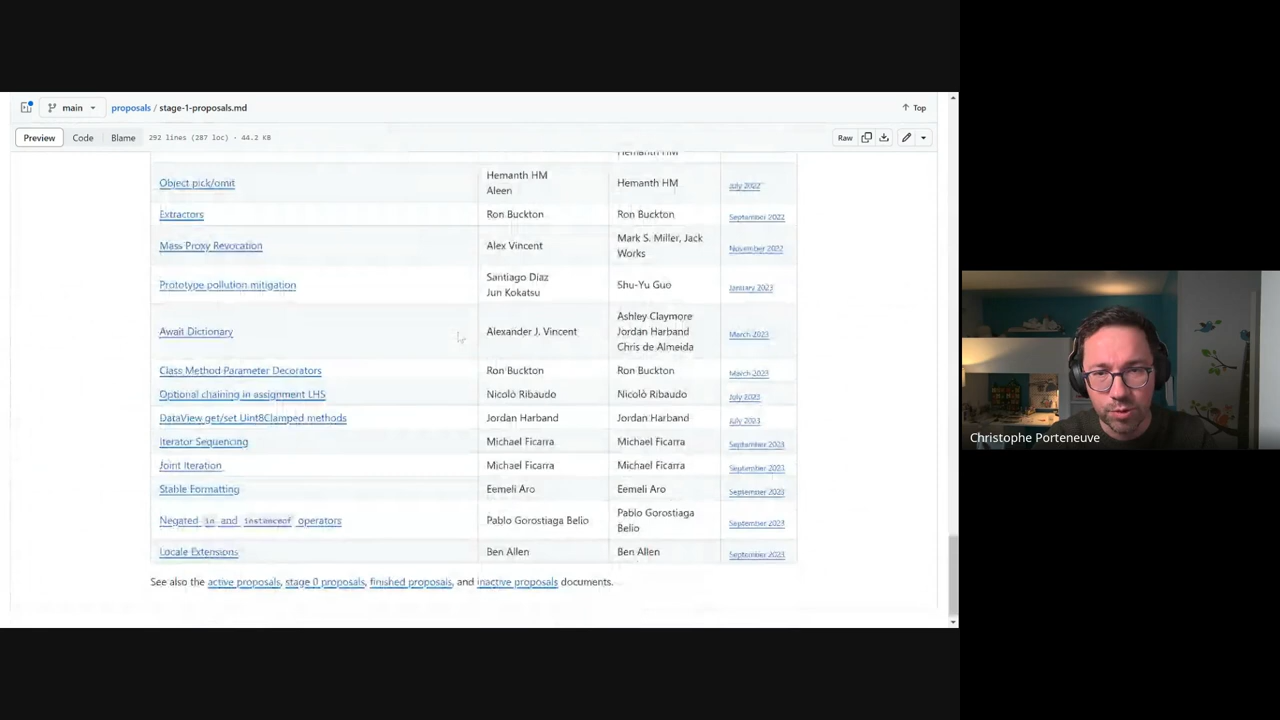 main
proposals / stage-1-proposals.md
Top
Preview Code Blame 292 lines (287 loc) · 44.2 KB
Raw
Hemanth HM
Object pick/omit Hemanth HM Aleen Hemanth HM July 2022
Extractors Ron Buckton Ron Buckton September 2022
Mass Proxy Revocation Alex Vincent Mark S. Miller, Jack Works November 2022
Prototype pollution mitigation Santiago Díaz Jun Kokatsu Shu-Yu Guo January 2023
Await Dictionary Alexander J. Vincent Ashley Claymore Jordan Harband Chris de Almeida March 2023
Class Method Parameter Decorators Ron Buckton Ron Buckton March 2023
Optional chaining in assignment LHS Nicolò Ribaudo Nicolò Ribaudo July 2023
DataView get/set Uint8Clamped methods Jordan Harband Jordan Harband July 2023
Iterator Sequencing Michael Ficarra Michael Ficarra September 2023
Joint Iteration Michael Ficarra Michael Ficarra September 2023
Stable Formatting Eemeli Aro Eemeli Aro September 2023
Negated in and instanceof operators Pablo Gorostiaga Belio Pablo Gorostiaga Belio September 2023
Locale Extensions Ben Allen Ben Allen September 2023
See also the active proposals, stage 0 proposals, finished proposals, and inactive proposals documents.
Christophe Porteneuve